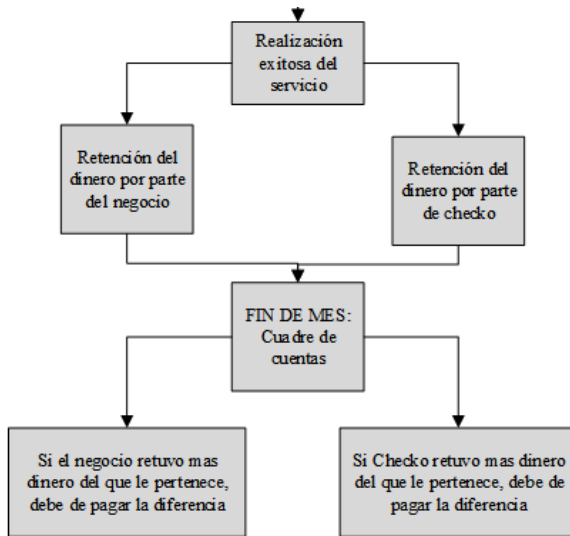 Realización
exitosa del
servicio
Retención del
dinero por parte
del negocio
Retención del
dinero por parte
de checko
FIN DE MES:
Cuadre de
cuentas
Si el negocio retuvo mas
dinero del que le pertenece,
debe de pagar la diferencia
Si Checko retuvo mas dinero
del que le pertenece, debe de
pagar la diferencia